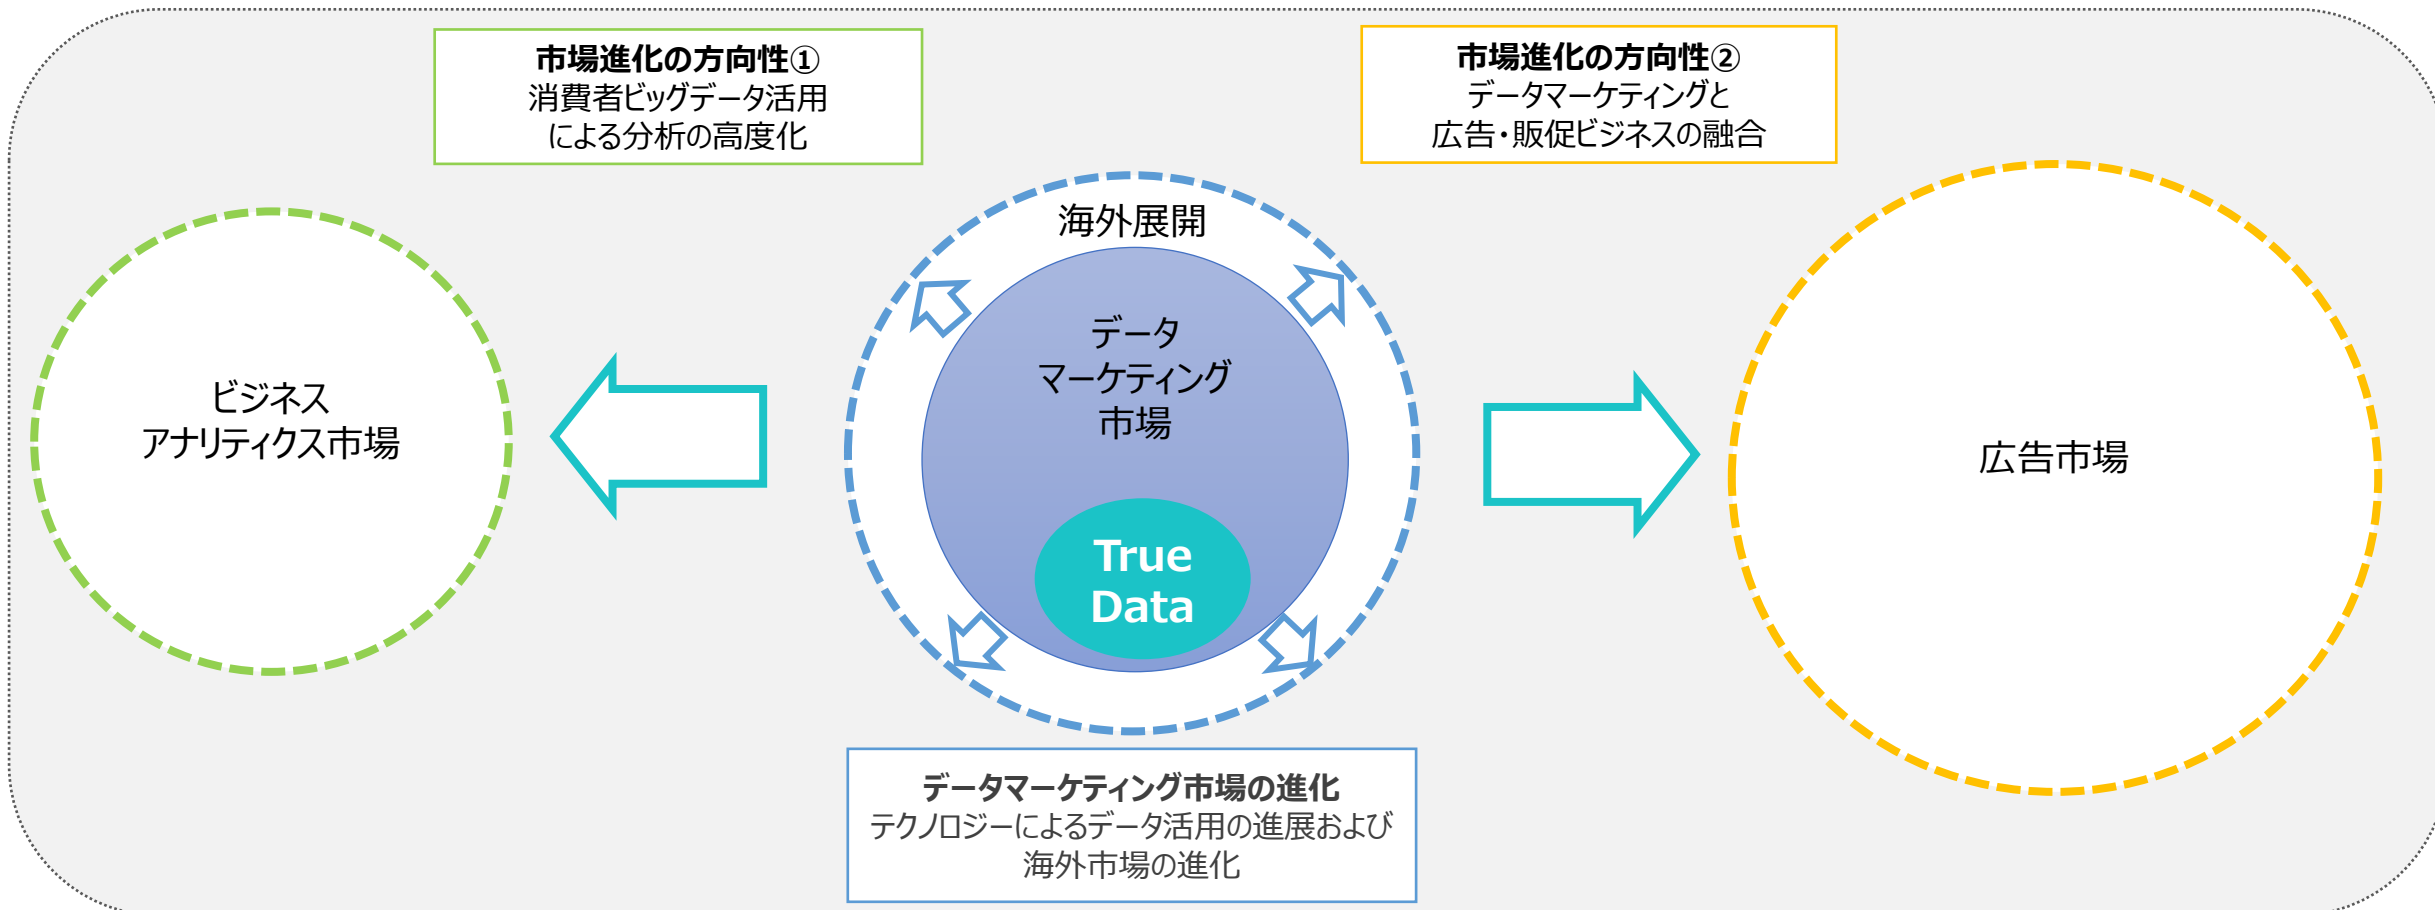 市場進化の方向性①
消費者ビッグデータ活用
による分析の高度化
市場進化の方向性②
データマーケティングと
広告・販促ビジネスの融合
海外展開
データ
マーケティング
市場
ビジネス
アナリティクス市場
広告市場
True
Data
データマーケティング市場の進化
テクノロジーによるデータ活用の進展および
海外市場の進化